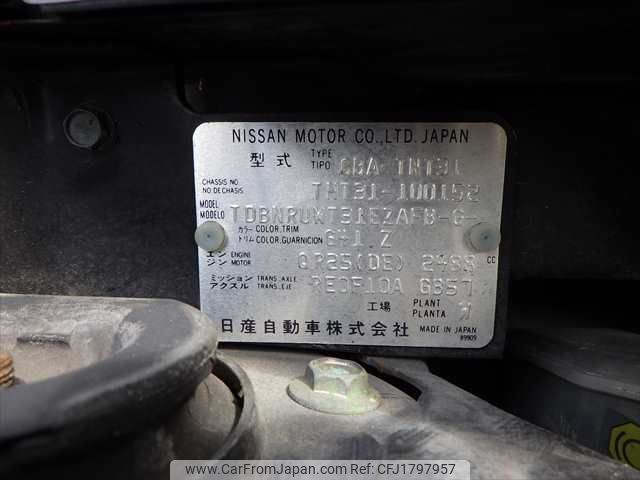 NISSAN MOTOR CO.,LTD. JAPAN
型式 TYPE TIPO CBA-TNT31
CHASSIS NO. NO DE CHASIS TNT31-100152
MODEL MODELO TDBNRUWT31EZAFB-G-
カラー トリム COLOR,TRIM COLOR,GUARNICION G41 Z
エンジン ENGINE MOTOR QR25(DE) 2488 CC
ミッション アクスル TRANS. AXLE TRANS. EJE RE0F10A GB57
工場 PLANT PLANTA
日産自動車株式会社 MADE IN JAPAN
89909
www.CarFromJapan.com - Ref: CFJ1797957